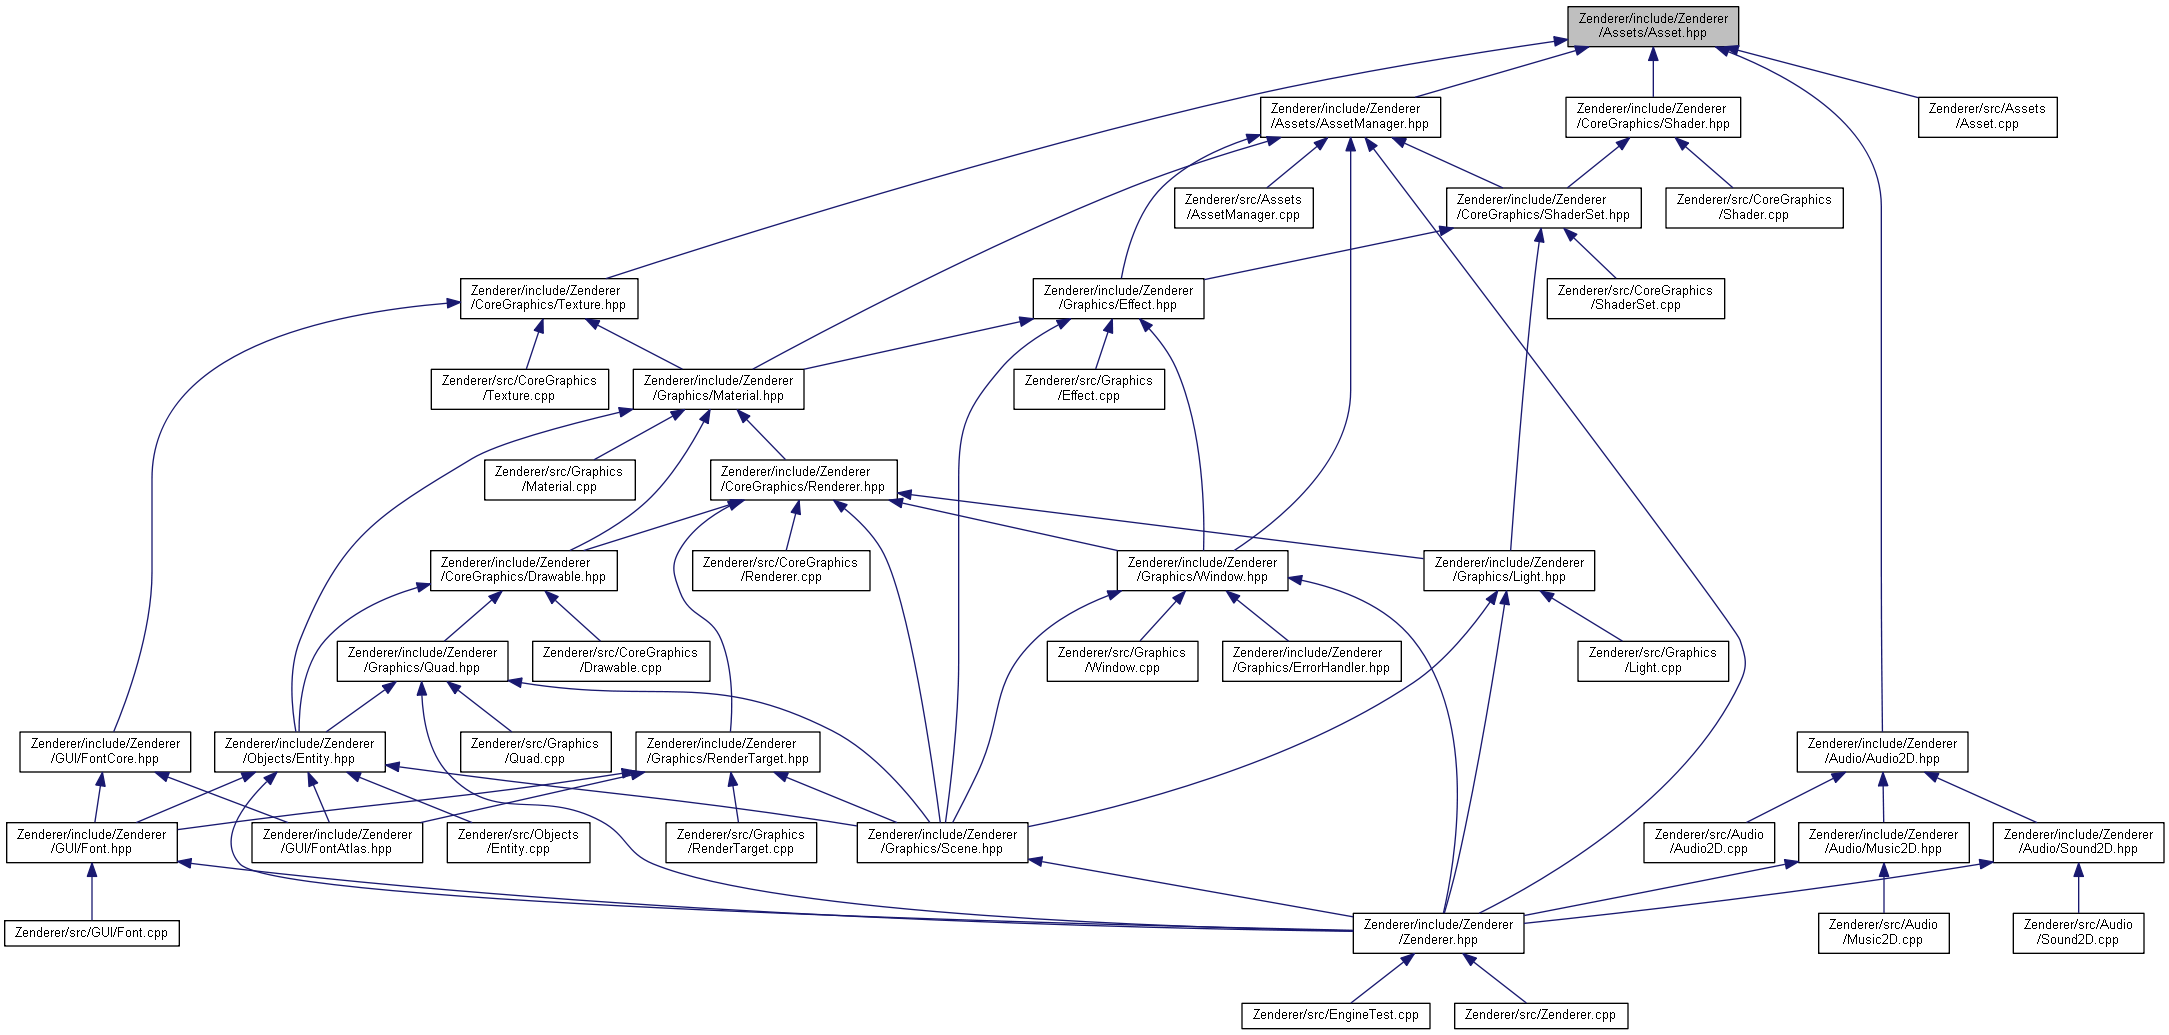 Zenderer/include/Zenderer
/Assets/Asset.hpp
Zenderer/include/Zenderer
/Assets/AssetManager.hpp
Zenderer/include/Zenderer
/CoreGraphics/Shader.hpp
Zenderer/src/Assets
/Asset.cpp
Zenderer/src/Assets
/AssetManager.cpp
Zenderer/include/Zenderer
/CoreGraphics/ShaderSet.hpp
Zenderer/src/CoreGraphics
/Shader.cpp
Zenderer/include/Zenderer
/CoreGraphics/Texture.hpp
Zenderer/include/Zenderer
/Graphics/Effect.hpp
Zenderer/src/CoreGraphics
/ShaderSet.cpp
Zenderer/src/CoreGraphics
/Texture.cpp
Zenderer/include/Zenderer
/Graphics/Material.hpp
Zenderer/src/Graphics
/Effect.cpp
Zenderer/src/Graphics
/Material.cpp
Zenderer/include/Zenderer
/CoreGraphics/Renderer.hpp
Zenderer/include/Zenderer
/CoreGraphics/Drawable.hpp
Zenderer/src/CoreGraphics
/Renderer.cpp
Zenderer/include/Zenderer
/Graphics/Window.hpp
Zenderer/include/Zenderer
/Graphics/Light.hpp
Zenderer/include/Zenderer
/Graphics/Quad.hpp
Zenderer/src/CoreGraphics
/Drawable.cpp
Zenderer/src/Graphics
/Window.cpp
Zenderer/include/Zenderer
/Graphics/ErrorHandler.hpp
Zenderer/src/Graphics
/Light.cpp
Zenderer/include/Zenderer
/GUI/FontCore.hpp
Zenderer/include/Zenderer
/Objects/Entity.hpp
Zenderer/src/Graphics
/Quad.cpp
Zenderer/include/Zenderer
/Graphics/RenderTarget.hpp
Zenderer/include/Zenderer
/Audio/Audio2D.hpp
Zenderer/include/Zenderer
/GUI/Font.hpp
Zenderer/include/Zenderer
/GUI/FontAtlas.hpp
Zenderer/src/Objects
/Entity.cpp
Zenderer/src/Graphics
/RenderTarget.cpp
Zenderer/include/Zenderer
/Graphics/Scene.hpp
Zenderer/src/Audio
/Audio2D.cpp
Zenderer/include/Zenderer
/Audio/Music2D.hpp
Zenderer/include/Zenderer
/Audio/Sound2D.hpp
Zenderer/src/GUI/Font.cpp
Zenderer/include/Zenderer
/Zenderer.hpp
Zenderer/src/Audio
/Music2D.cpp
Zenderer/src/Audio
/Sound2D.cpp
Zenderer/src/EngineTest.cpp
Zenderer/src/Zenderer.cpp